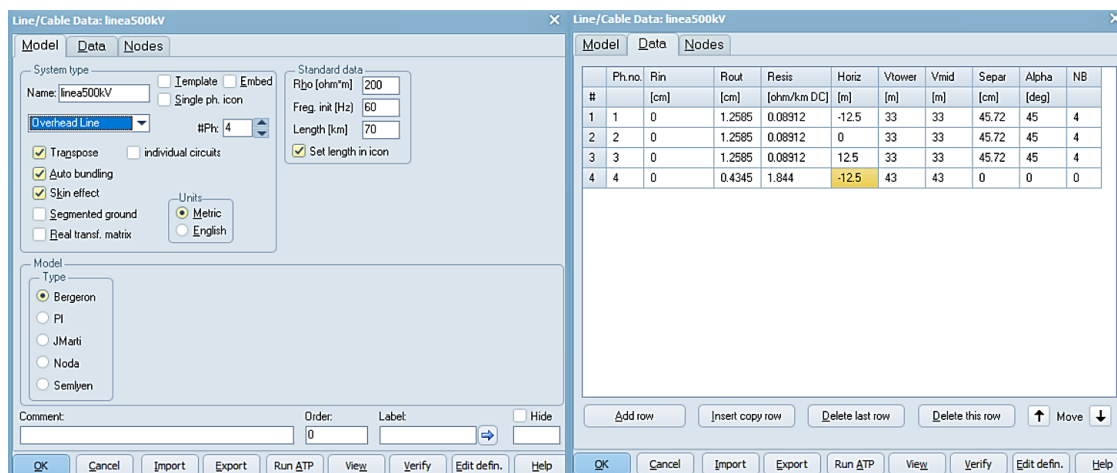 Line/Cable Data: linea500kV
Model Data Nodes
System type
Name: linea500kV
Template Embed
Single ph. icon
Overhead Line
#Ph: 4
Transpose individual circuits
Auto bundling
Skin effect
Segmented ground
Real transf. matrix
Units
Metric
English
Standard data
Rho [ohm*m] 200
Freq. init [Hz] 60
Length [km] 70
Set length in icon
Model
Type
Bergeron
PI
JMarti
Noda
Semlyen
Comment: Order: Label: Hide
0
OK Cancel Import Export Run ATP View Verify Edit defin. Help
Line/Cable Data: linea500kV
Model Data Nodes
Ph.no. Rin Rout Resis Horiz Vtower Vmid Separ Alpha NB
# [cm] [cm] [ohm/km DC] [m] [m] [m] [cm] [deg]
1 1 0 1.2585 0.08912 -12.5 33 33 45.72 45 4
2 2 0 1.2585 0.08912 0 33 33 45.72 45 4
3 3 0 1.2585 0.08912 12.5 33 33 45.72 45 4
4 4 0 0.4345 1.844 -12.5 43 43 0 0 0
Add row Insert copy row Delete last row Delete this row Move
OK Cancel Import Export Run ATP View Verify Edit defin. Help